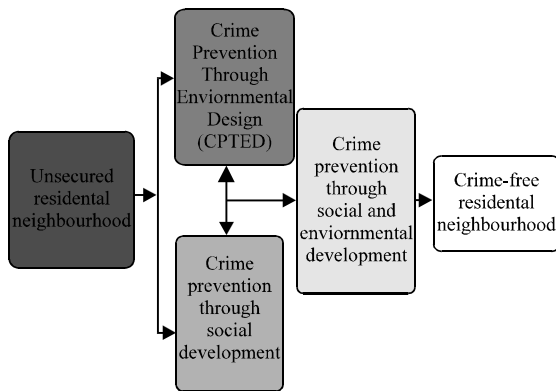 Unsecured
residental
neighbourhood
Crime
Prevention
Through
Enviornmental
Design
(CPTED)
Crime
prevention
through
social
development
Crime
prevention
through
social and
enviornmental
development
Crime-free
residental
neighbourhood